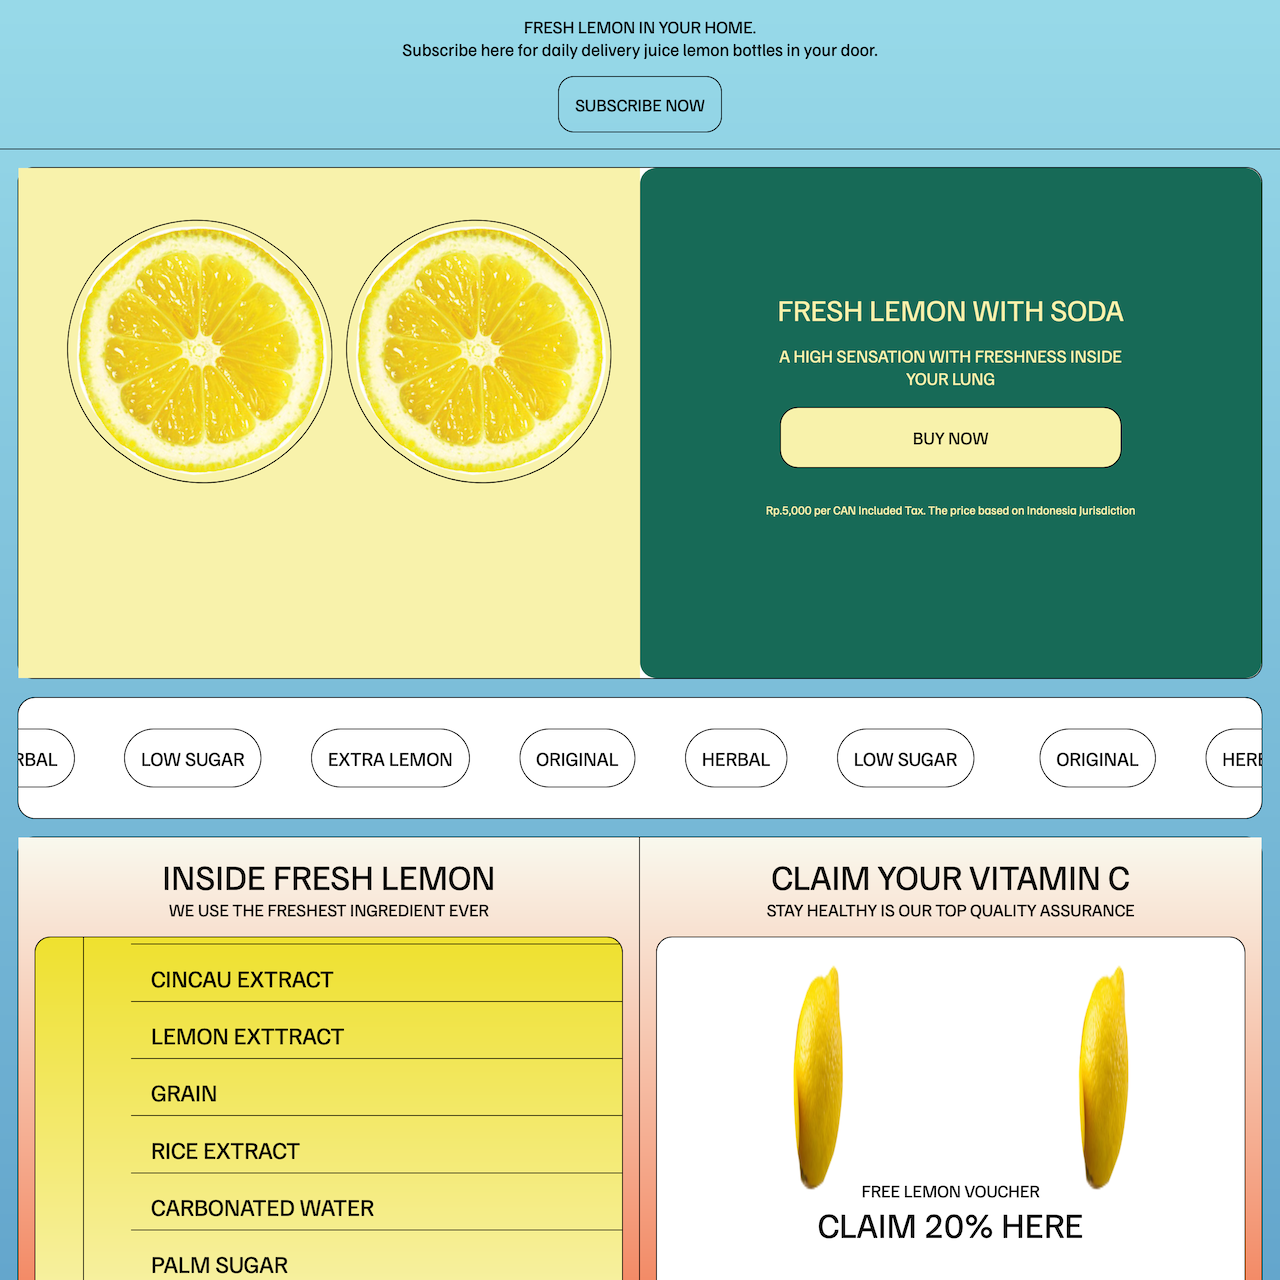 FRESH LEMON IN YOUR HOME.
Subscribe here for daily delivery juice lemon bottles in your door.
SUBSCRIBE NOW
FRESH LEMON WITH SODA
A HIGH SENSATION WITH FRESHNESS INSIDE
YOUR LUNG
BUY NOW
Rp.5,000 per CAN Included Tax. The price based on Indonesia Jurisdiction
RBAL LOW SUGAR EXTRA LEMON ORIGINAL HERBAL LOW SUGAR ORIGINAL HERB
INSIDE FRESH LEMON
WE USE THE FRESHEST INGREDIENT EVER
CINCAU EXTRACT
LEMON EXTTRACT
GRAIN
RICE EXTRACT
CARBONATED WATER
PALM SUGAR
CLAIM YOUR VITAMIN C
STAY HEALTHY IS OUR TOP QUALITY ASSURANCE
FREE LEMON VOUCHER
CLAIM 20% HERE